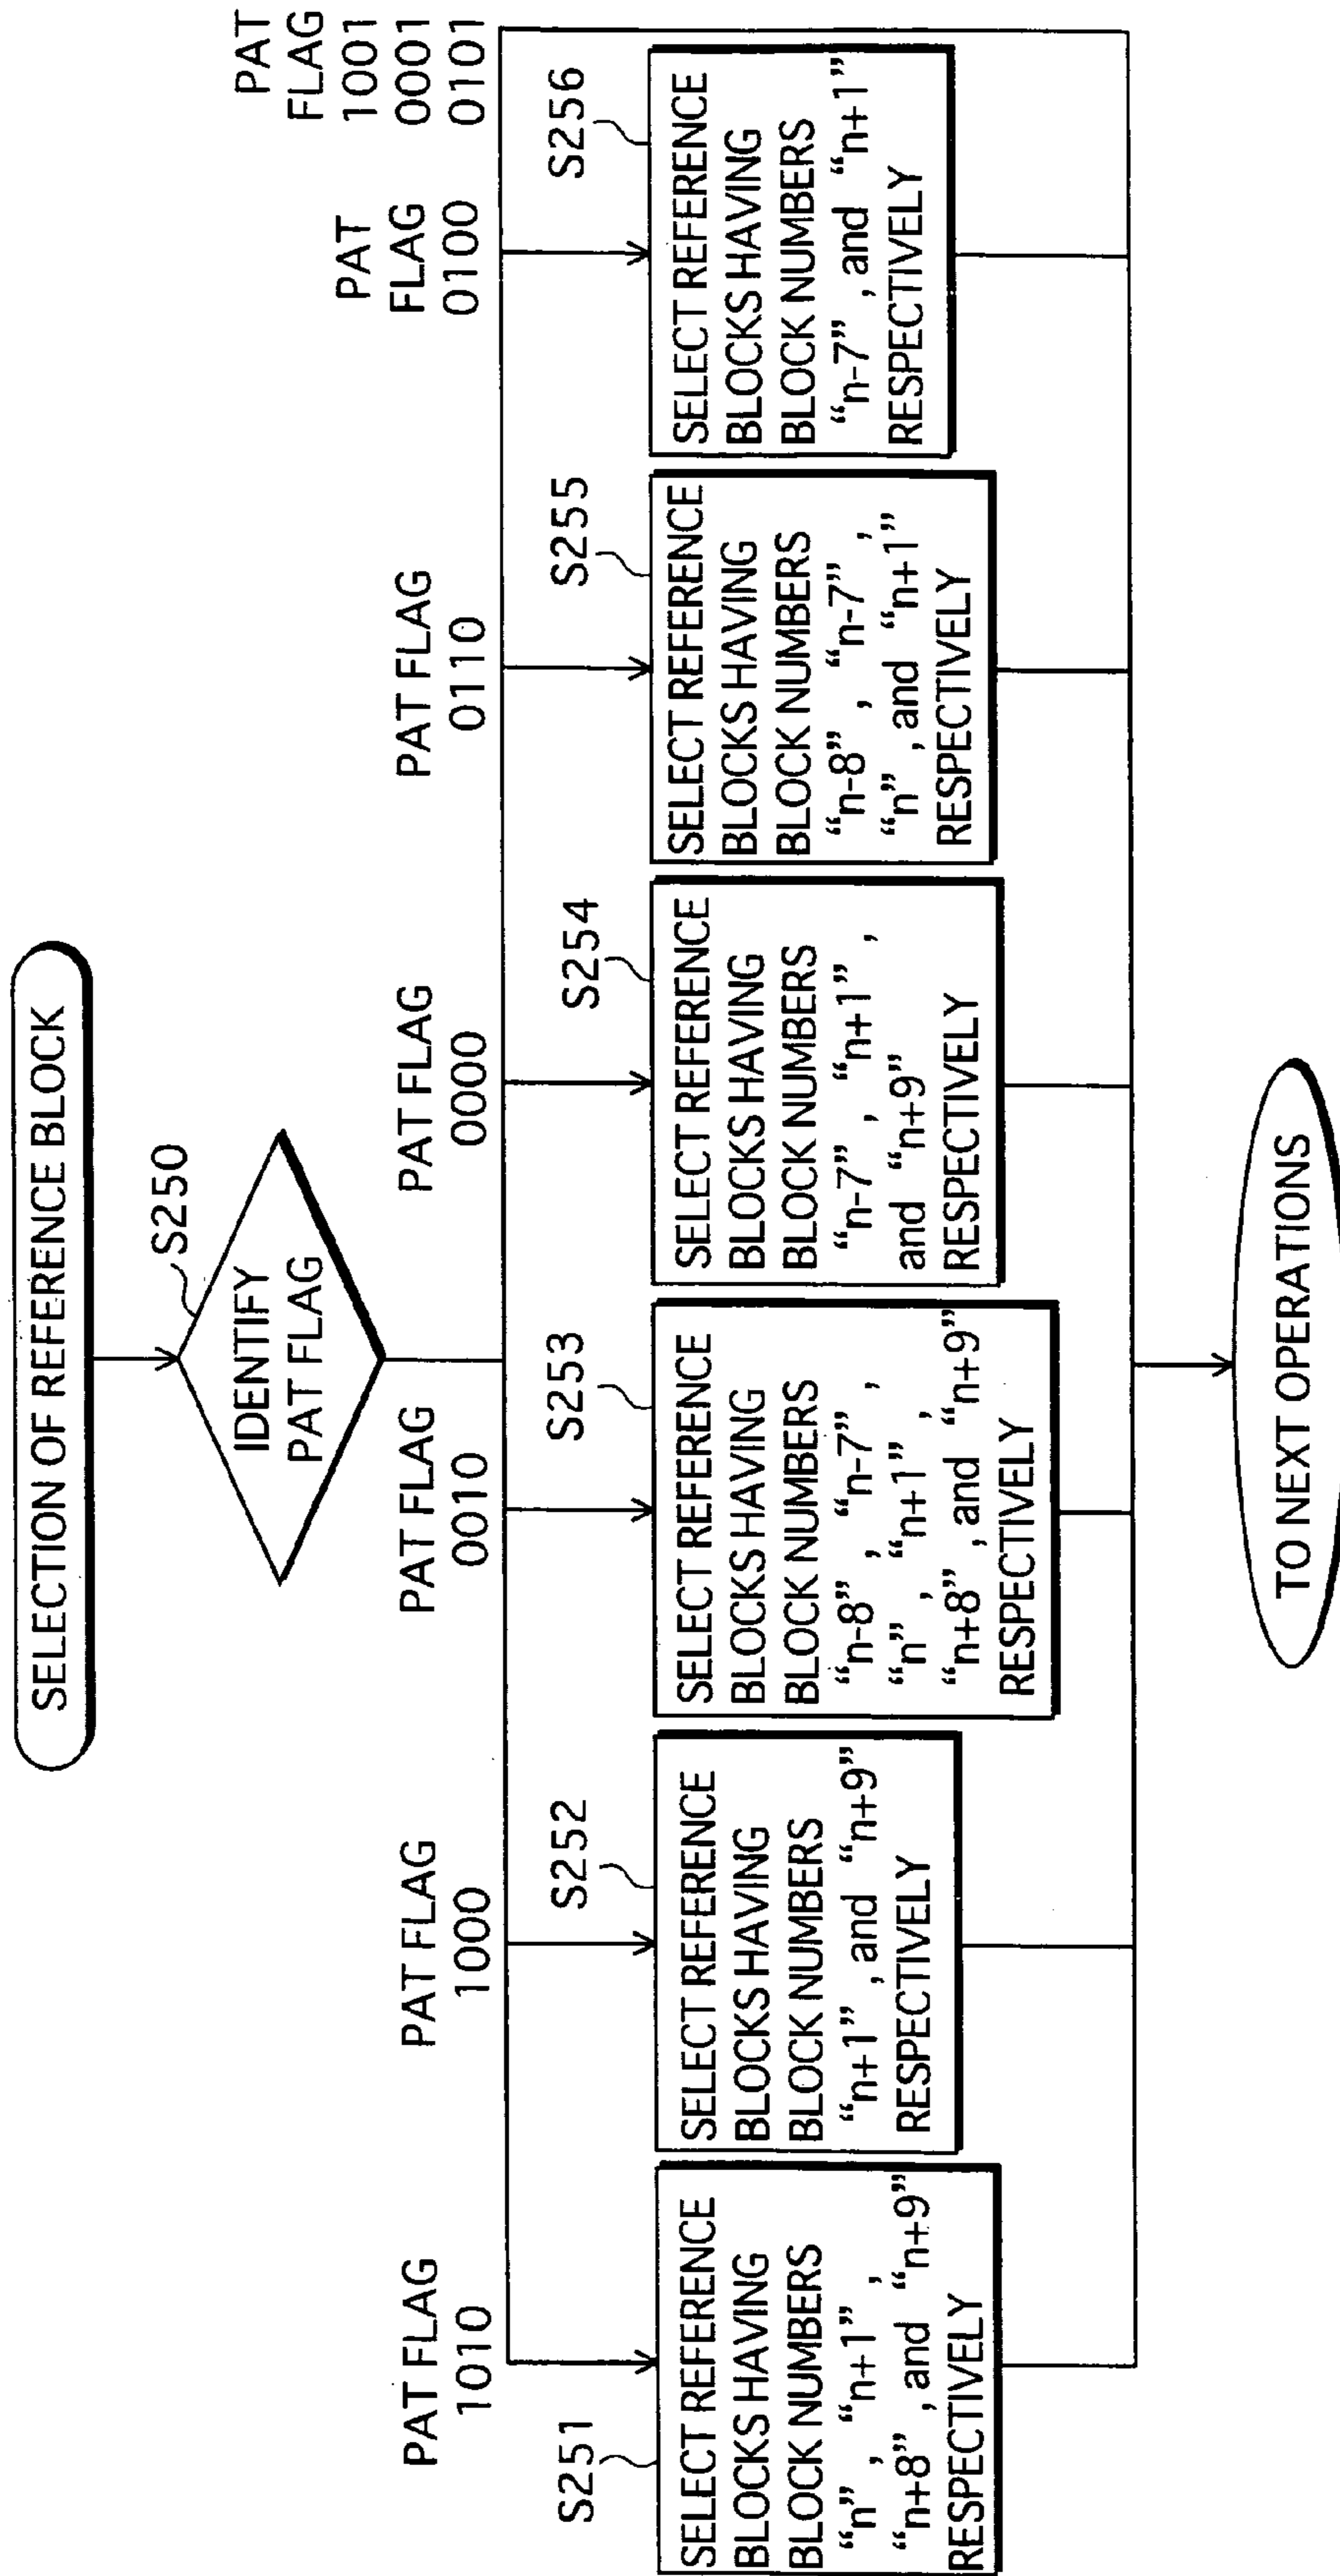 SELECTION OF REFERENCE BLOCK
S250
IDENTIFY
PAT FLAG
PAT FLAG
1010
PAT FLAG
1000
PAT FLAG
0010
PAT FLAG
0000
PAT FLAG
0110
PAT
FLAG
0100
PAT
FLAG
1001
0001
0101
S251
SELECT REFERENCE
BLOCKS HAVING
BLOCK NUMBERS
“n” , “n+1” ,
“n+8” , and “n+9”
RESPECTIVELY
S252
SELECT REFERENCE
BLOCKS HAVING
BLOCK NUMBERS
“n+1” , and “n+9”
RESPECTIVELY
S253
SELECT REFERENCE
BLOCKS HAVING
BLOCK NUMBERS
“n-8” , “n-7” ,
“n” , “n+1” ,
“n+8” , and “n+9”
RESPECTIVELY
S254
SELECT REFERENCE
BLOCKS HAVING
BLOCK NUMBERS
“n-7” , “n+1” ,
and “n+9”
RESPECTIVELY
S255
SELECT REFERENCE
BLOCKS HAVING
BLOCK NUMBERS
“n-8” , “n-7” ,
“n” , and “n+1”
RESPECTIVELY
S256
SELECT REFERENCE
BLOCKS HAVING
BLOCK NUMBERS
“n-7” , and “n+1”
RESPECTIVELY
TO NEXT OPERATIONS